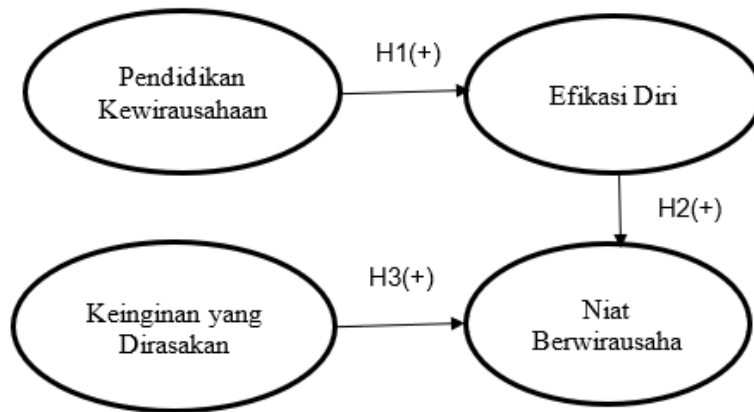 Pendidikan
Kewirausahaan
H1(+)
Efikasi Diri
H2(+)
Keinginan yang
Dirasakan
H3(+)
Niat
Berwirausaha